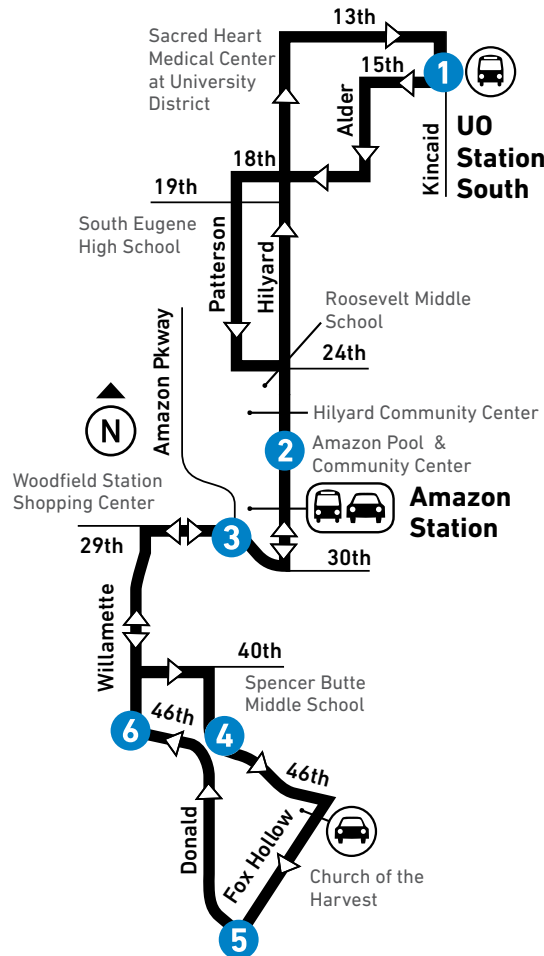 13th
Sacred Heart
Medical Center
at University
District
15th
1
Alder
Kincaid
UO
Station
South
18th
19th
South Eugene
High School
Patterson
Hilyard
Roosevelt Middle
School
24th
Amazon Pkway
N
Hilyard Community Center
2
Amazon Pool &
Community Center
Woodfield Station
Shopping Center
Amazon
Station
3
29th
30th
Willamette
40th
Spencer Butte
Middle School
6
46th
4
46th
Donald
Fox Hollow
Church of the
Harvest
5